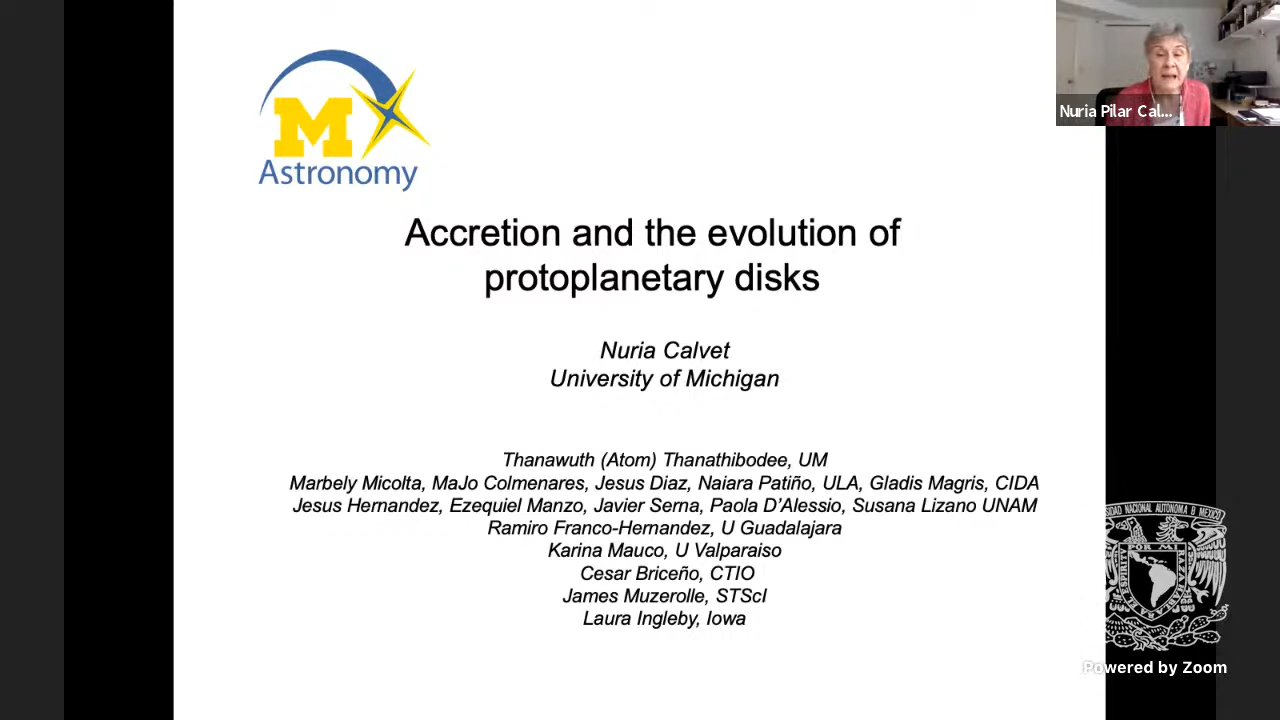 M
Astronomy
Nuria Pilar Cal...
Accretion and the evolution of
protoplanetary disks
Nuria Calvet
University of Michigan
Thanawuth (Atom) Thanathibodee, UM
Marbely Micolta, MaJo Colmenares, Jesus Diaz, Naiara Patiño, ULA, Gladis Magris, CIDA
Jesus Hernandez, Ezequiel Manzo, Javier Serna, Paola D'Alessio, Susana Lizano UNAM
Ramiro Franco-Hernandez, U Guadalajara
Karina Mauco, U Valparaiso
Cesar Briceño, CTIO
James Muzerolle, STScI
Laura Ingleby, Iowa
POR MI
Powered by Zoom